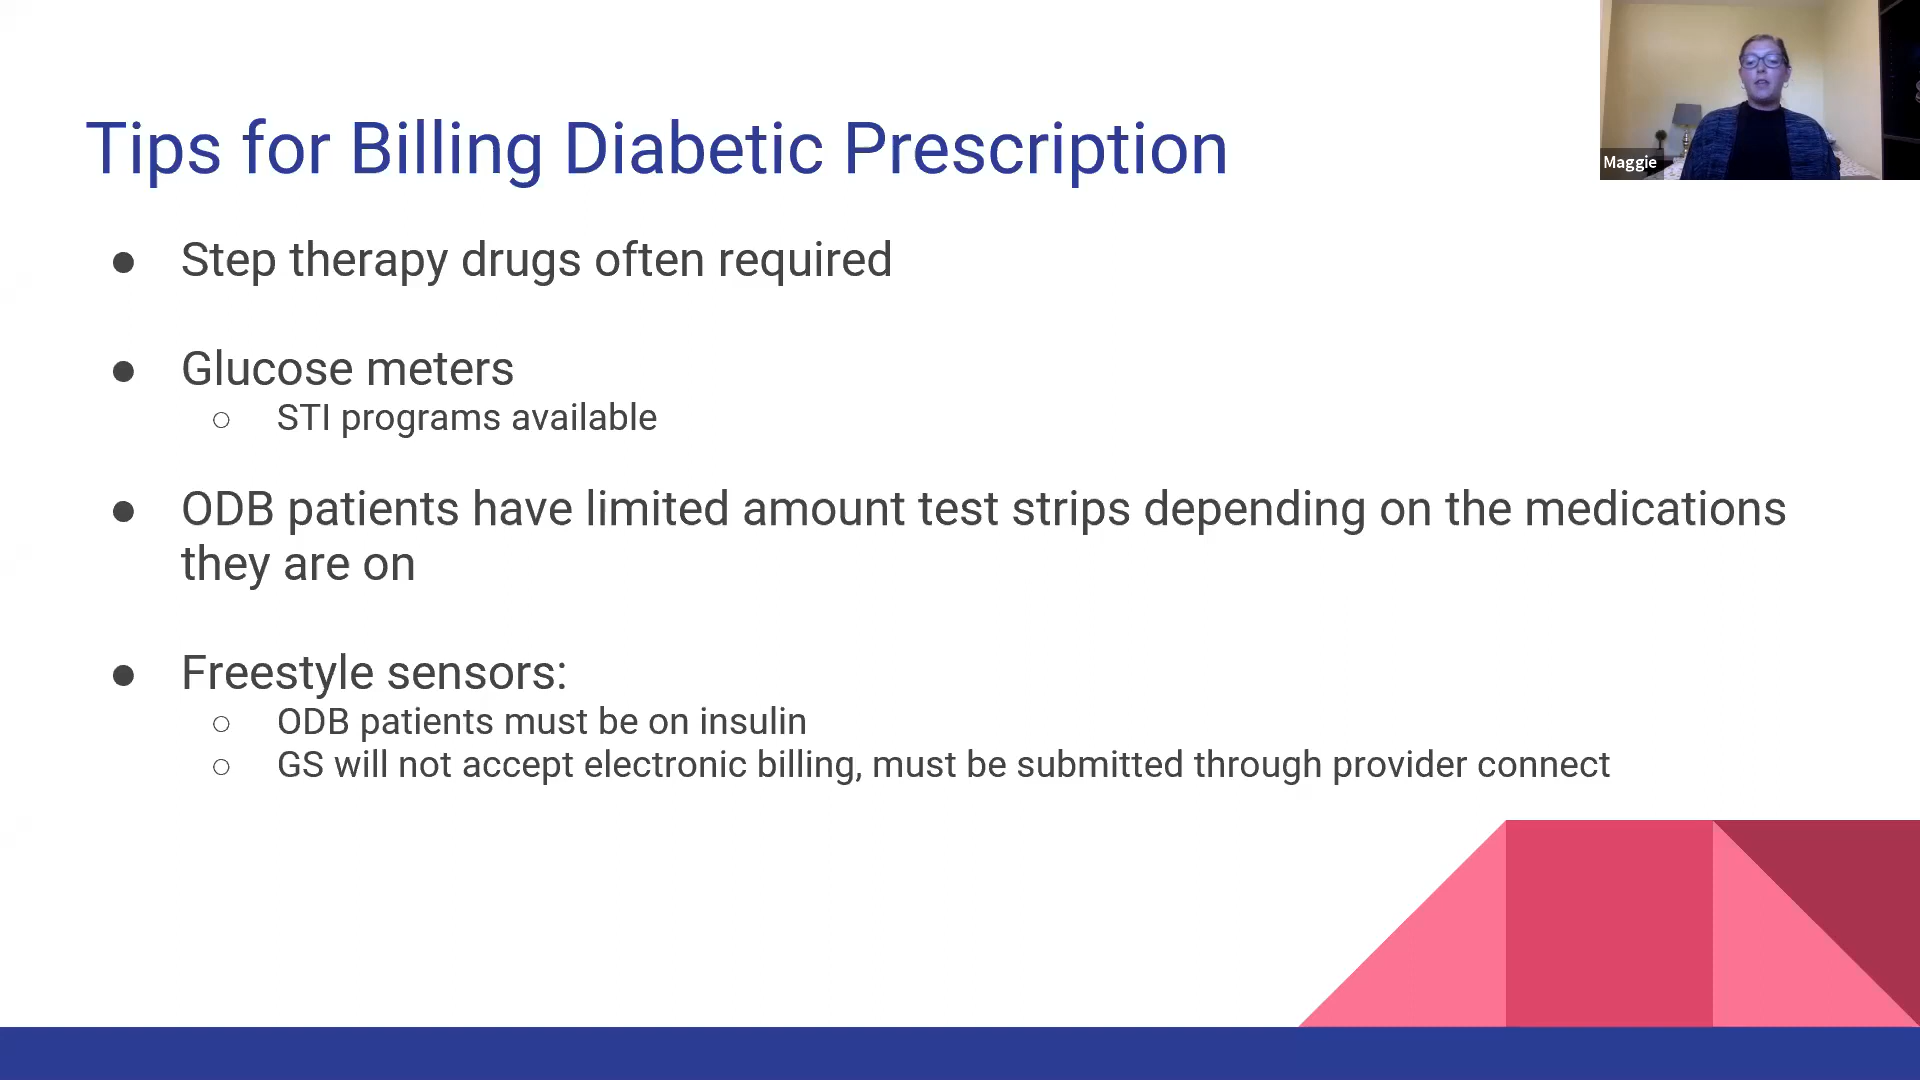 Tips for Billing Diabetic Prescription
Maggie
● Step therapy drugs often required
● Glucose meters
○ STI programs available
● ODB patients have limited amount test strips depending on the medications
they are on
● Freestyle sensors:
○ ODB patients must be on insulin
○ GS will not accept electronic billing, must be submitted through provider connect